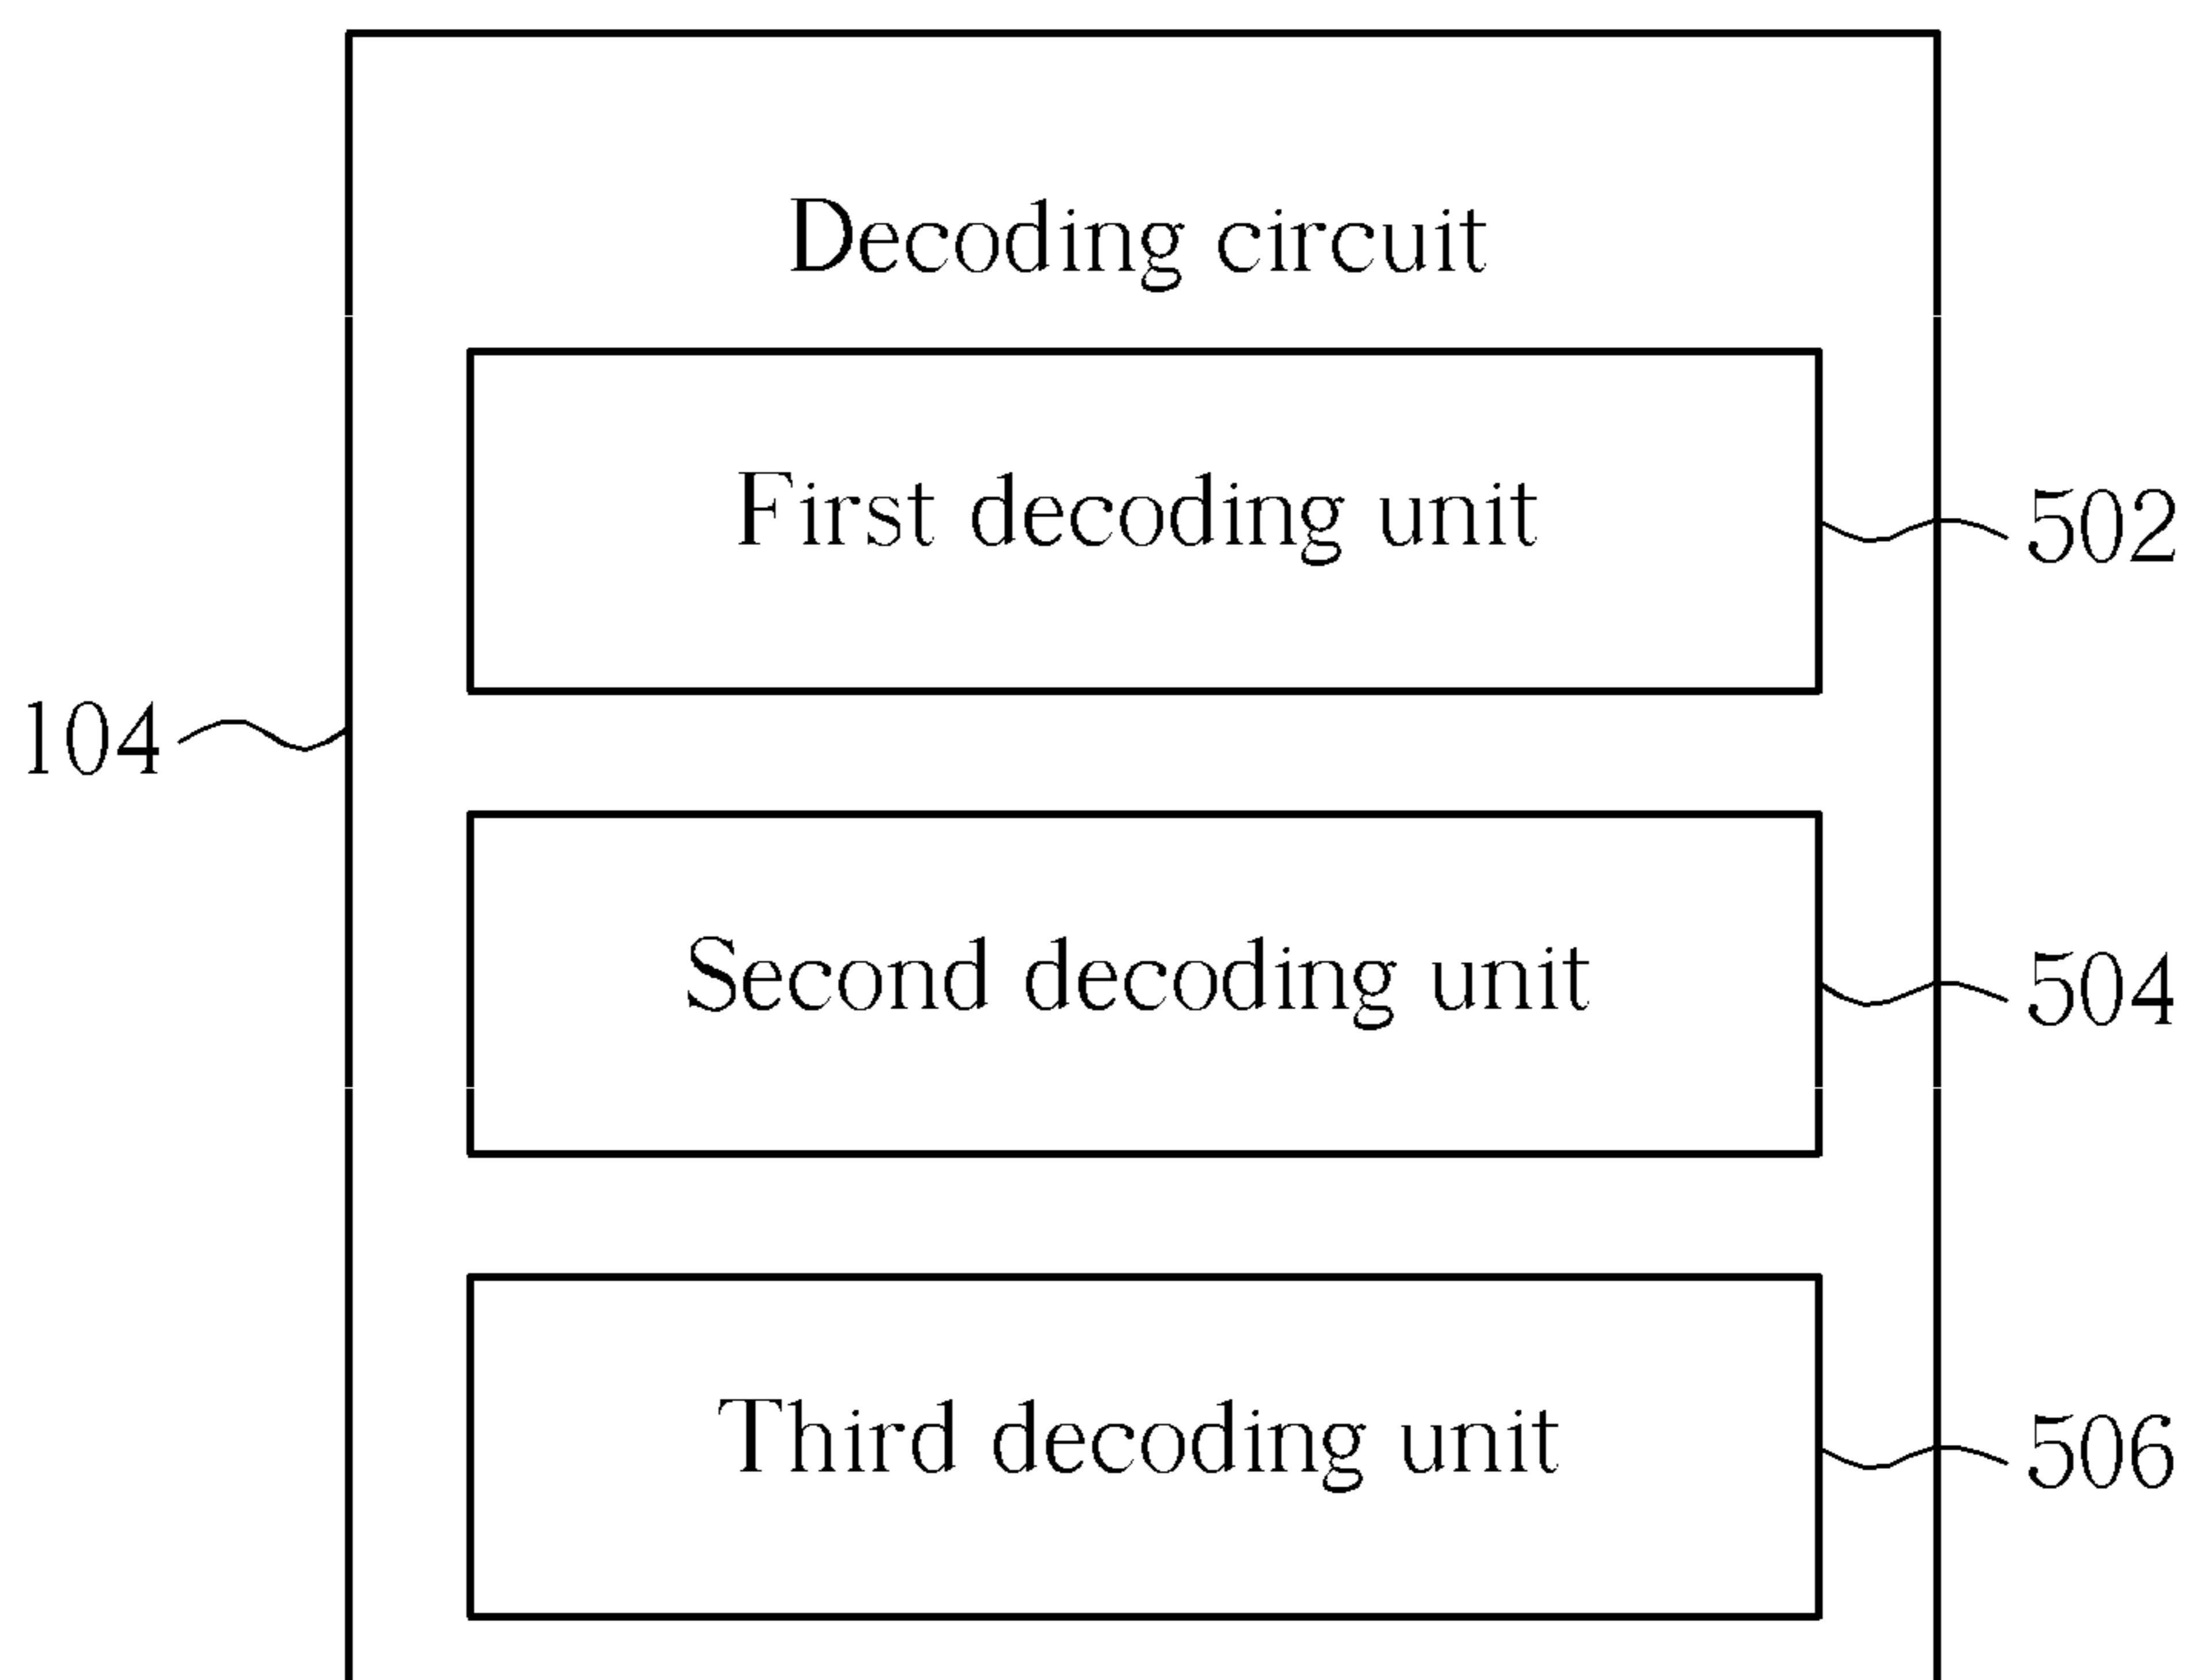 Decoding circuit
First decoding unit
502
104
Second decoding unit
504
Third decoding unit
506